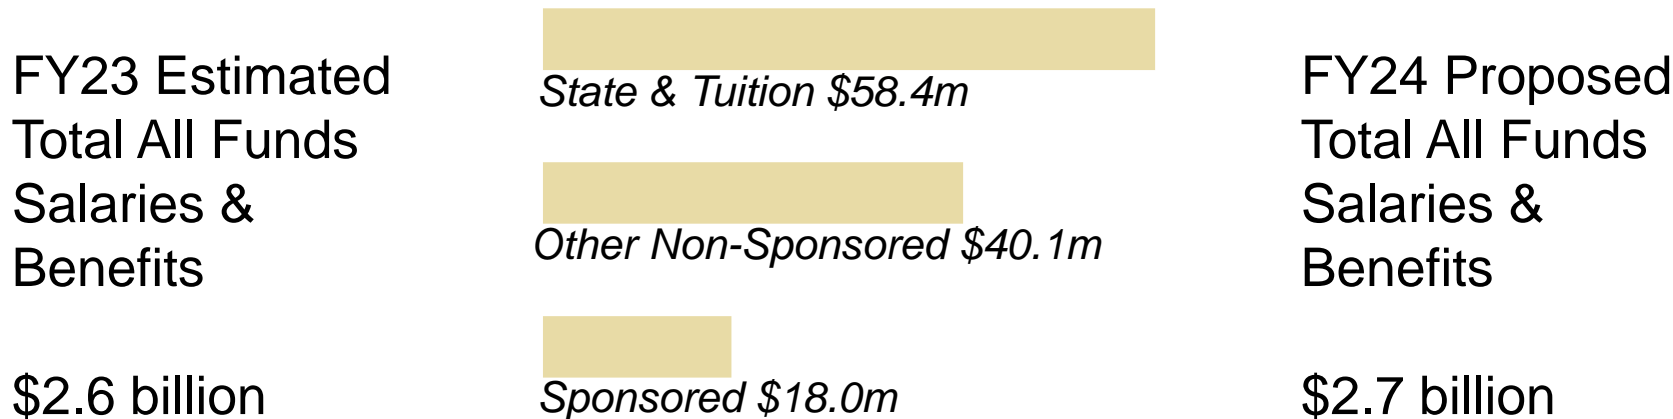 FY23 Estimated
Total All Funds
Salaries &
Benefits
$2.6 billion
State & Tuition $58.4m
Other Non-Sponsored $40.1m
Sponsored $18.0m
FY24 Proposed
Total All Funds
Salaries &
Benefits
$2.7 billion